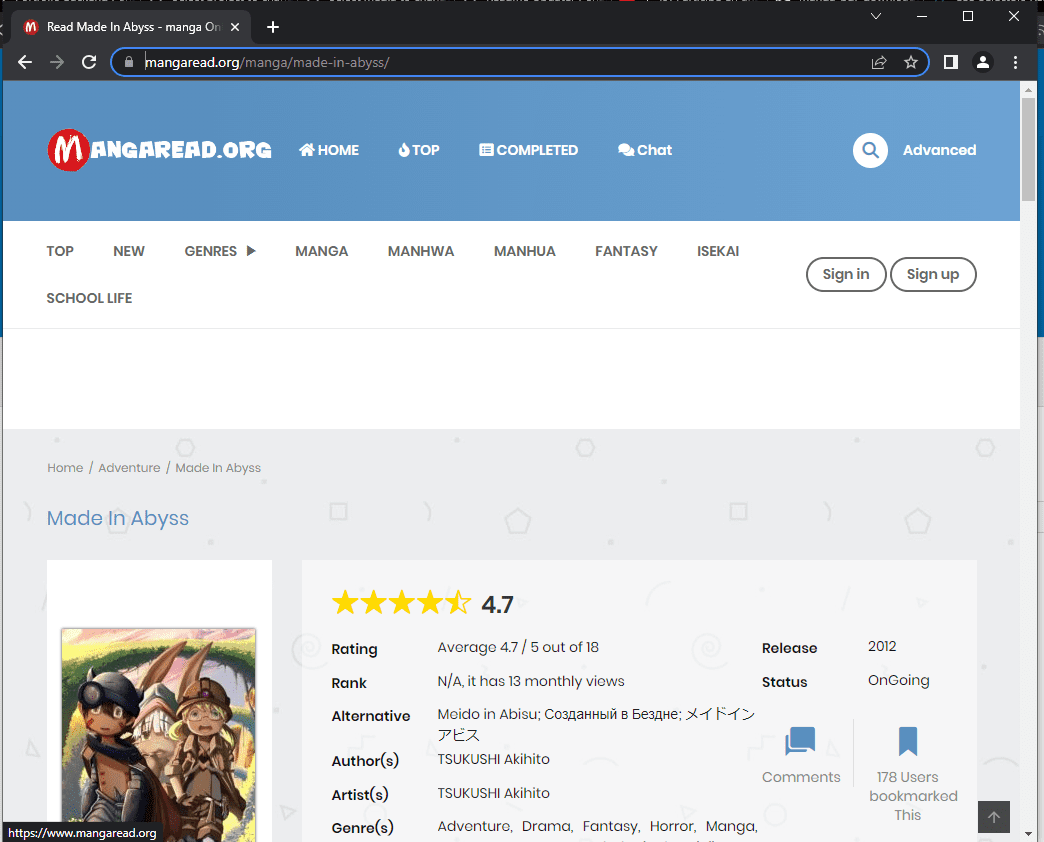 Read Made In Abyss - manga On
mangaread.org/manga/made-in-abyss/
MANGAREAD.ORG HOME TOP COMPLETED Chat Advanced
TOP NEW GENRES MANGA MANHWA MANHUA FANTASY ISEKAI
Sign in Sign up
SCHOOL LIFE
Home / Adventure / Made In Abyss
Made In Abyss
4.7
Rating Average 4.7 / 5 out of 18
Rank N/A, it has 13 monthly views
Alternative Meido in Abisu; Созданный в Бездне; メイドイン
アビス
Author(s) TSUKUSHI Akihito
Artist(s) TSUKUSHI Akihito
Genre(s) Adventure, Drama, Fantasy, Horror, Manga,
Release 2012
Status OnGoing
Comments
178 Users
bookmarked
This
https://www.mangaread.org